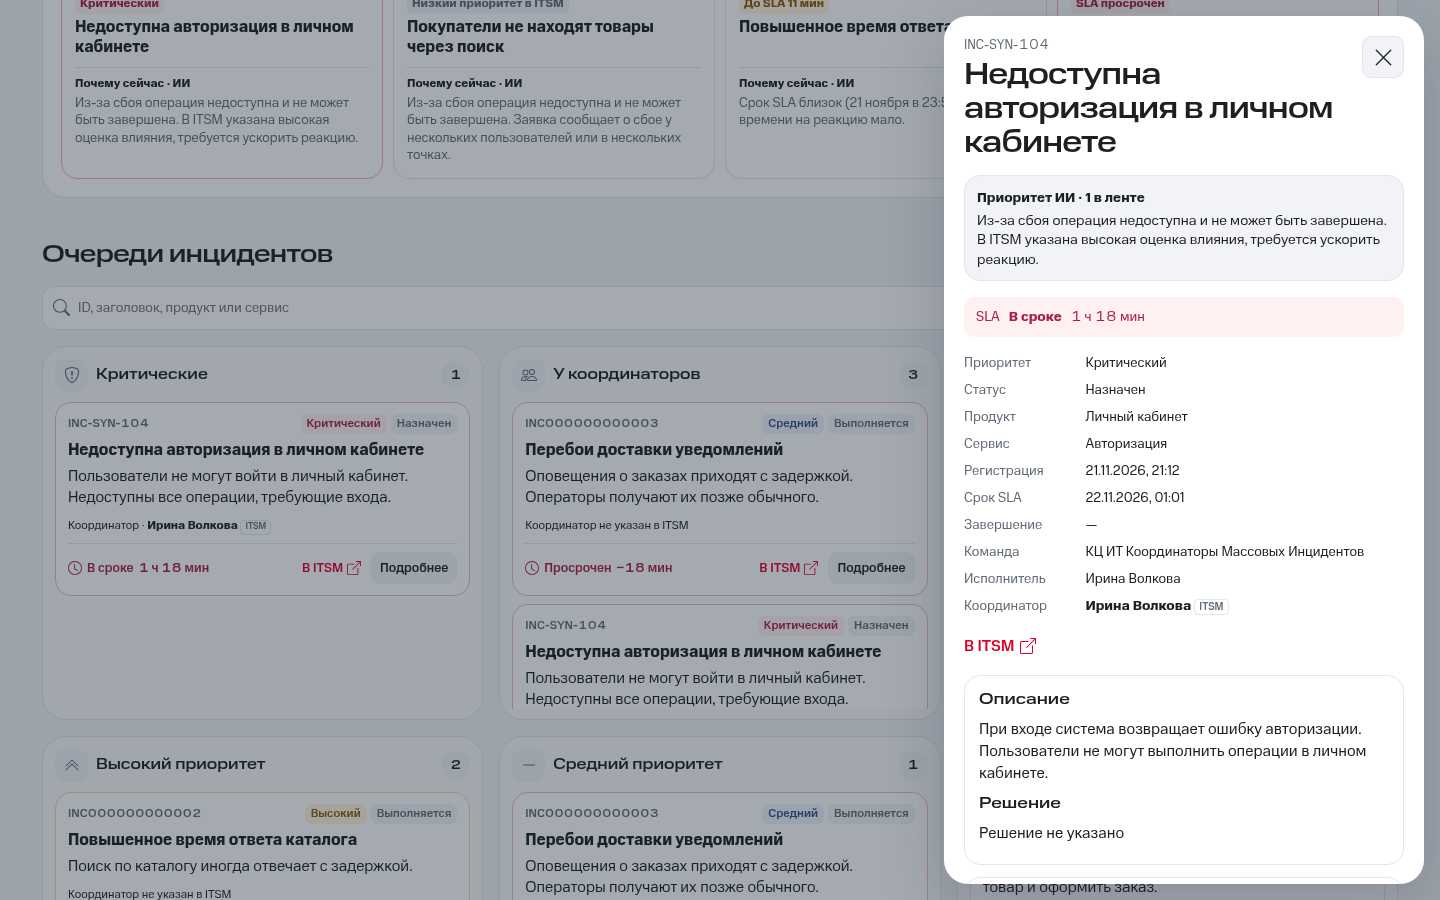 Критический
Недоступна авторизация в личном
кабинете
Почему сейчас · ИИ
Из-за сбоя операция недоступна и не может
быть завершена. В ITSM указана высокая
оценка влияния, требуется ускорить реакцию.
Низкий приоритет в ITSM
Покупатели не находят товары
через поиск
Почему сейчас · ИИ
Из-за сбоя операция недоступна и не может
быть завершена. Заявка сообщает о сбое у
нескольких пользователей или в нескольких
точках.
До SLA 11 мин
Повышенное время ответа
Почему сейчас · ИИ
Срок SLA близок (21 ноября в 23:5
времени на реакцию мало.
SLA просрочен
Очереди инцидентов
ID, заголовок, продукт или сервис
Критические
1
INC-SYN-104
Критический
Назначен
Недоступна авторизация в личном кабинете
Пользователи не могут войти в личный кабинет.
Недоступны все операции, требующие входа.
Координатор · Ирина Волкова ITSM
В сроке 1 ч 18 мин
В ITSM
Подробнее
У координаторов
3
INC000000000003
Средний
Выполняется
Перебои доставки уведомлений
Оповещения о заказах приходят с задержкой.
Операторы получают их позже обычного.
Координатор не указан в ITSM
Просрочен −18 мин
В ITSM
Подробнее
INC-SYN-104
Критический
Назначен
Недоступна авторизация в личном кабинете
Пользователи не могут войти в личный кабинет.
Недоступны все операции, требующие входа.
Высокий приоритет
2
INC000000000002
Высокий
Выполняется
Повышенное время ответа каталога
Поиск по каталогу иногда отвечает с задержкой.
Координатор не указан в ITSM
Средний приоритет
1
INC000000000003
Средний
Выполняется
Перебои доставки уведомлений
Оповещения о заказах приходят с задержкой.
Операторы получают их позже обычного.
INC-SYN-104
Недоступна
авторизация в личном
кабинете
Приоритет ИИ · 1 в ленте
Из-за сбоя операция недоступна и не может быть завершена.
В ITSM указана высокая оценка влияния, требуется ускорить
реакцию.
SLA В сроке 1 ч 18 мин
Приоритет Критический
Статус Назначен
Продукт Личный кабинет
Сервис Авторизация
Регистрация 21.11.2026, 21:12
Срок SLA 22.11.2026, 01:01
Завершение —
Команда КЦ ИТ Координаторы Массовых Инцидентов
Исполнитель Ирина Волкова
Координатор Ирина Волкова ITSM
В ITSM
Описание
При входе система возвращает ошибку авторизации.
Пользователи не могут выполнить операции в личном
кабинете.
Решение
Решение не указано
товар и оформить заказ.